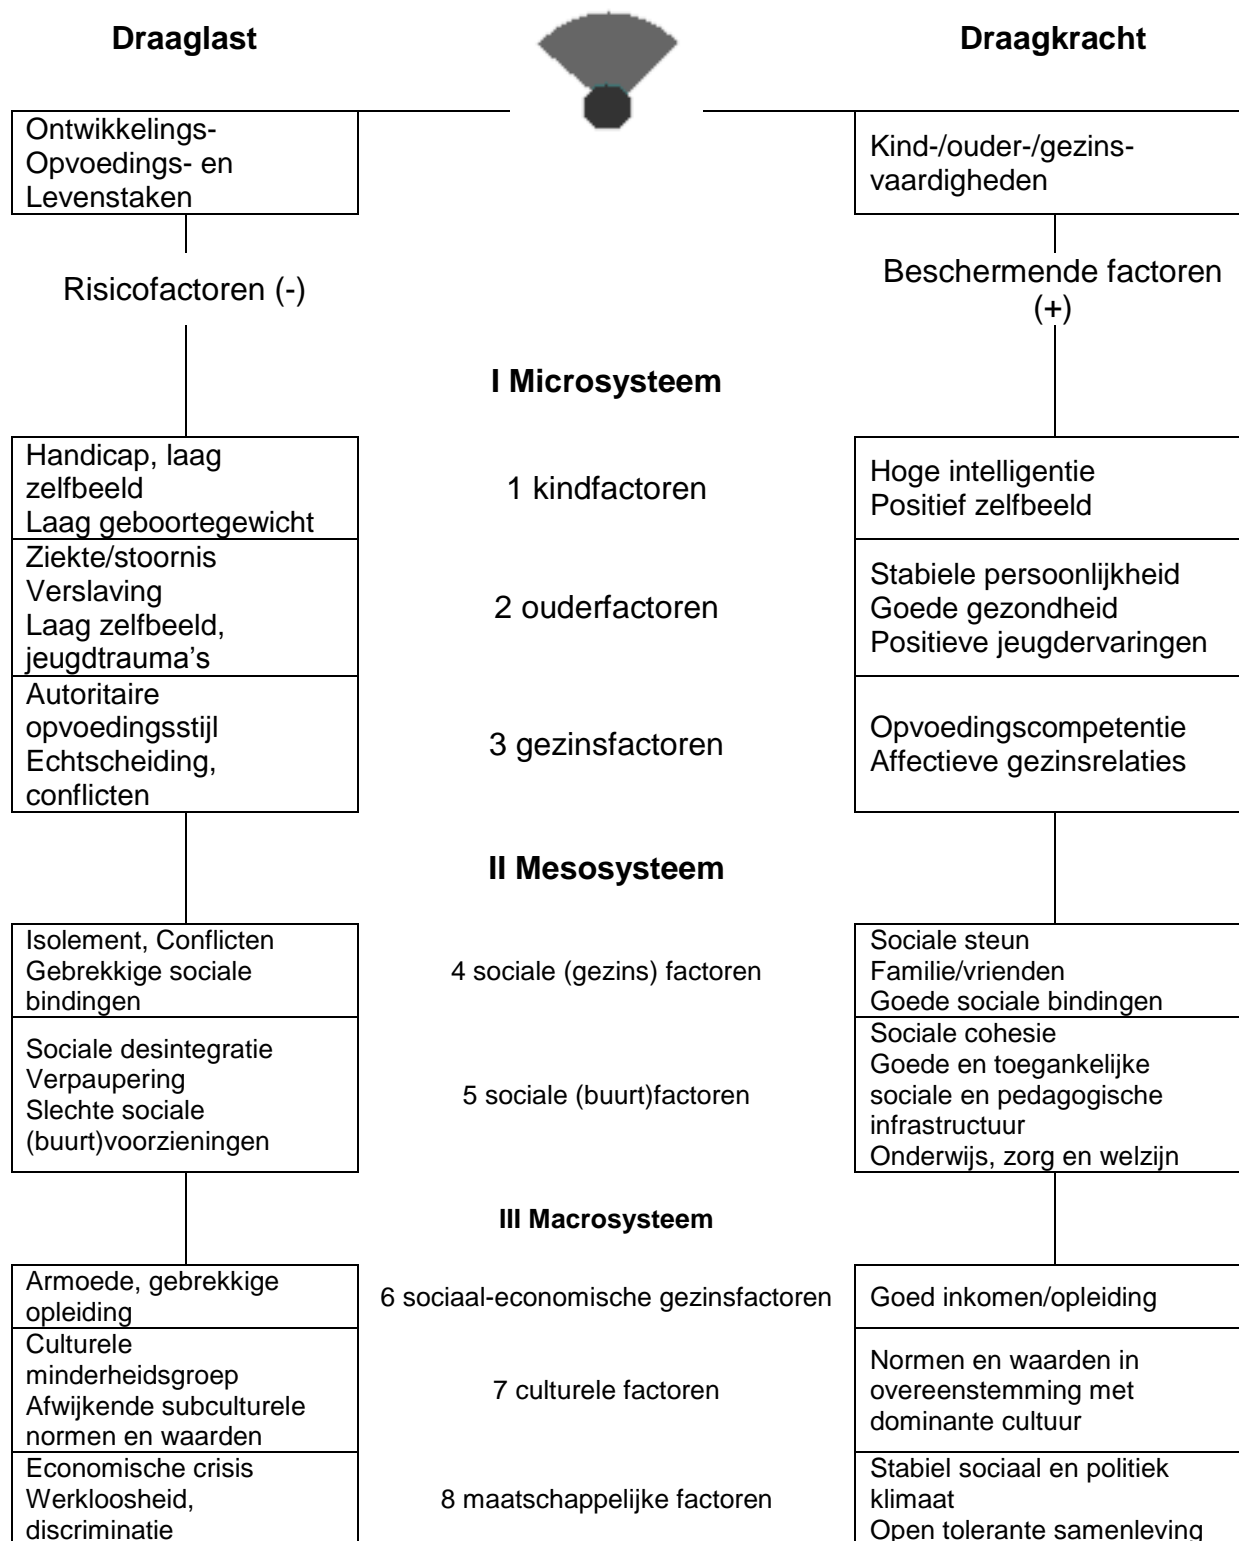 Draaglast
Draagkracht
Ontwikkelings-
Opvoedings- en
Levenstaken
Kind-/ouder-/gezins-
vaardigheden
Risicofactoren (-)
Beschermende factoren
(+)
I Microsysteem
Handicap, laag
zelfbeeld
Laag geboortegewicht
1 kindfactoren
Hoge intelligentie
Positief zelfbeeld
Ziekte/stoornis
Verslaving
Laag zelfbeeld,
jeugdtrauma’s
2 ouderfactoren
Stabiele persoonlijkheid
Goede gezondheid
Positieve jeugdervaringen
Autoritaire
opvoedingsstijl
Echtscheiding,
conflicten
3 gezinsfactoren
Opvoedingscompetentie
Affectieve gezinsrelaties
II Mesosysteem
Isolement, Conflicten
Gebrekkige sociale
bindingen
4 sociale (gezins) factoren
Sociale steun
Familie/vrienden
Goede sociale bindingen
Sociale desintegratie
Verpaupering
Slechte sociale
(buurt)voorzieningen
5 sociale (buurt)factoren
Sociale cohesie
Goede en toegankelijke
sociale en pedagogische
infrastructuur
Onderwijs, zorg en welzijn
III Macrosysteem
Armoede, gebrekkige
opleiding
6 sociaal-economische gezinsfactoren
Goed inkomen/opleiding
Culturele
minderheidsgroep
Afwijkende subculturele
normen en waarden
7 culturele factoren
Normen en waarden in
overeenstemming met
dominante cultuur
Economische crisis
Werkloosheid,
discriminatie
8 maatschappelijke factoren
Stabiel sociaal en politiek
klimaat
Open tolerante samenleving